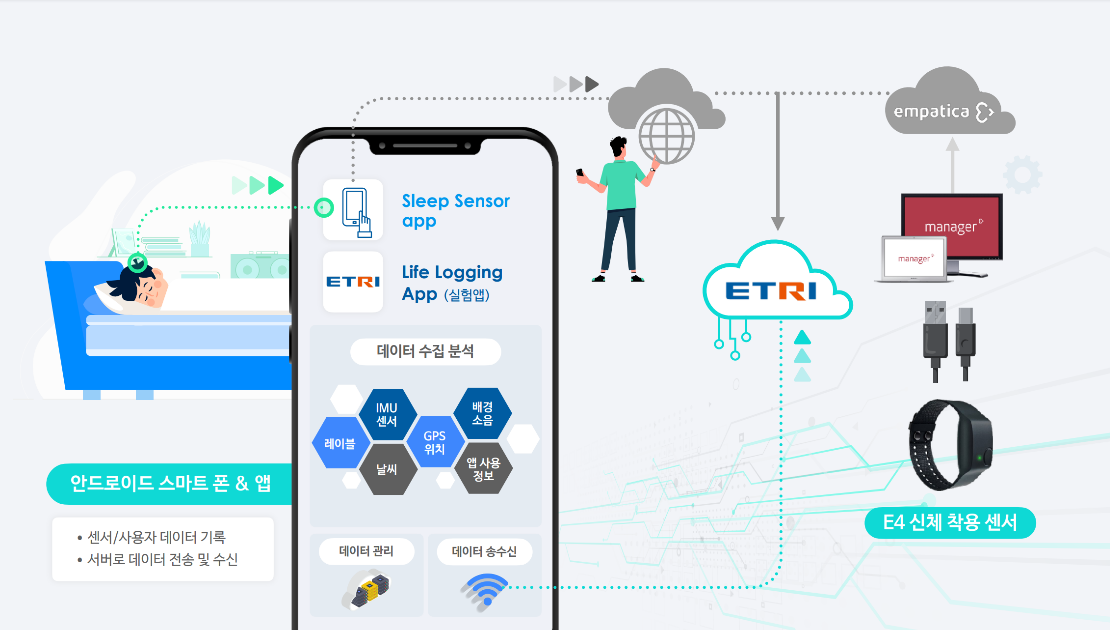 empatica
Sleep Sensor
app
manager
manager
ETRI
Life Logging
App (실험앱)
ETRI
데이터 수집 분석
IMU
센서
배경
소음
레이블
GPS
위치
날씨
앱 사용
정보
안드로이드 스마트 폰 & 앱
• 센서/사용자 데이터 기록
• 서버로 데이터 전송 및 수신
E4 신체 착용 센서
데이터 관리
데이터 송수신